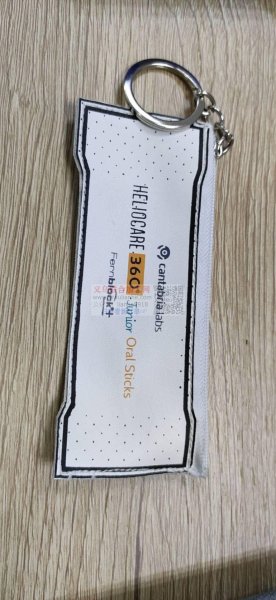 cantabria labs
HELIOCARE 360° Junior Oral Sticks
Fernblock+